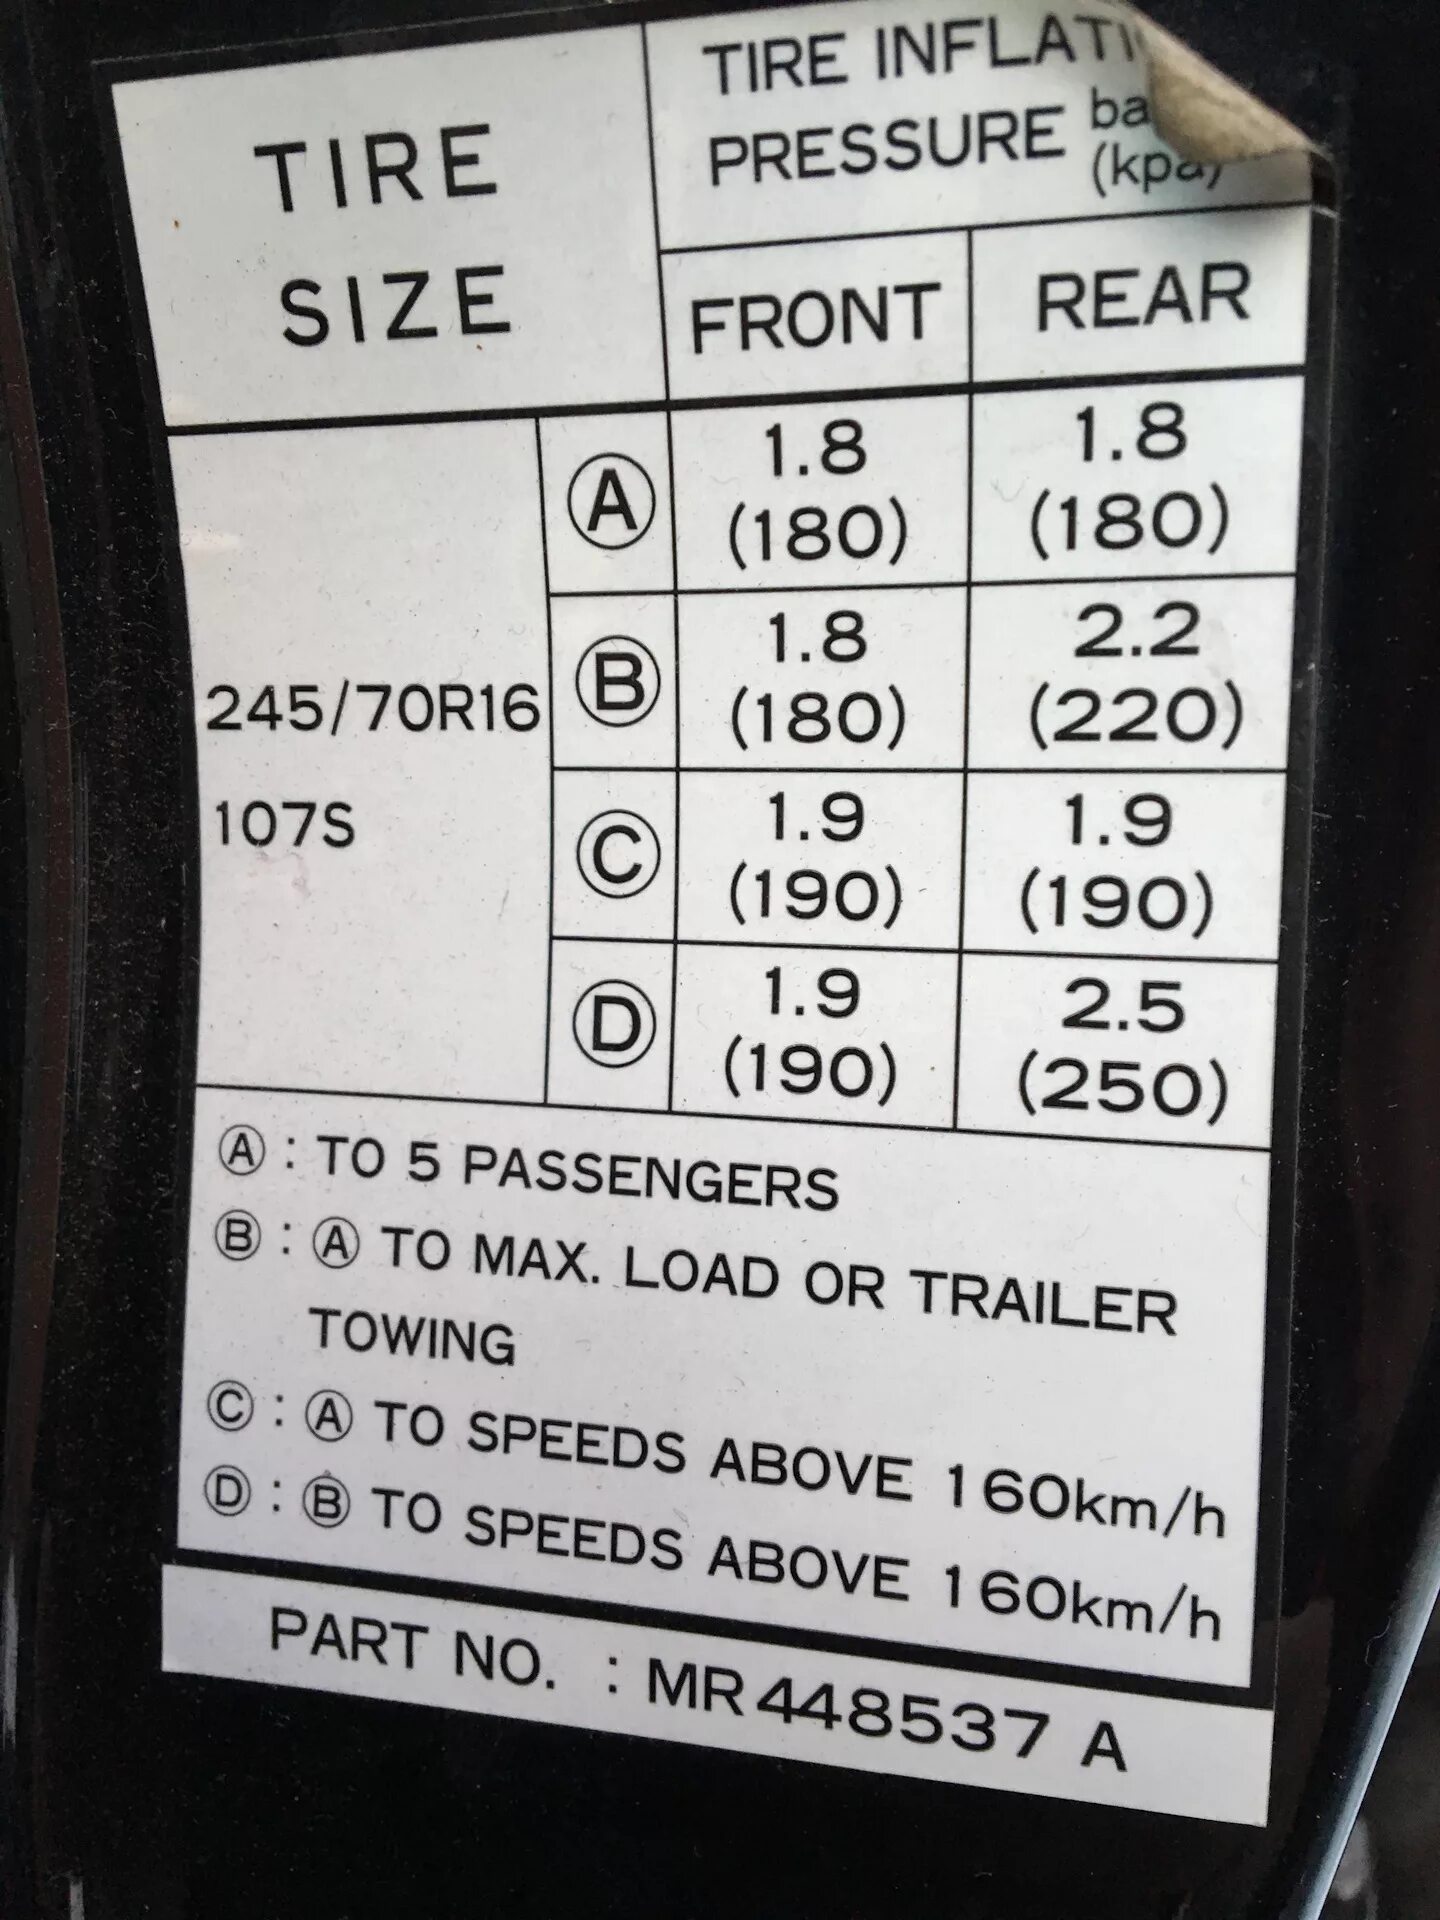 TIRE SIZE
TIRE INFLATI
PRESSURE
(kpa)
FRONT REAR
245/70R16
107S
Ⓐ 1.8 (180) 1.8 (180)
Ⓑ 1.8 (180) 2.2 (220)
Ⓒ 1.9 (190) 1.9 (190)
Ⓓ 1.9 (190) 2.5 (250)
Ⓐ : TO 5 PASSENGERS
Ⓑ : Ⓐ TO MAX. LOAD OR TRAILER
TOWING
Ⓒ : Ⓐ TO SPEEDS ABOVE 160km/h
Ⓓ : Ⓑ TO SPEEDS ABOVE 160km/h
PART NO. : MR448537 A